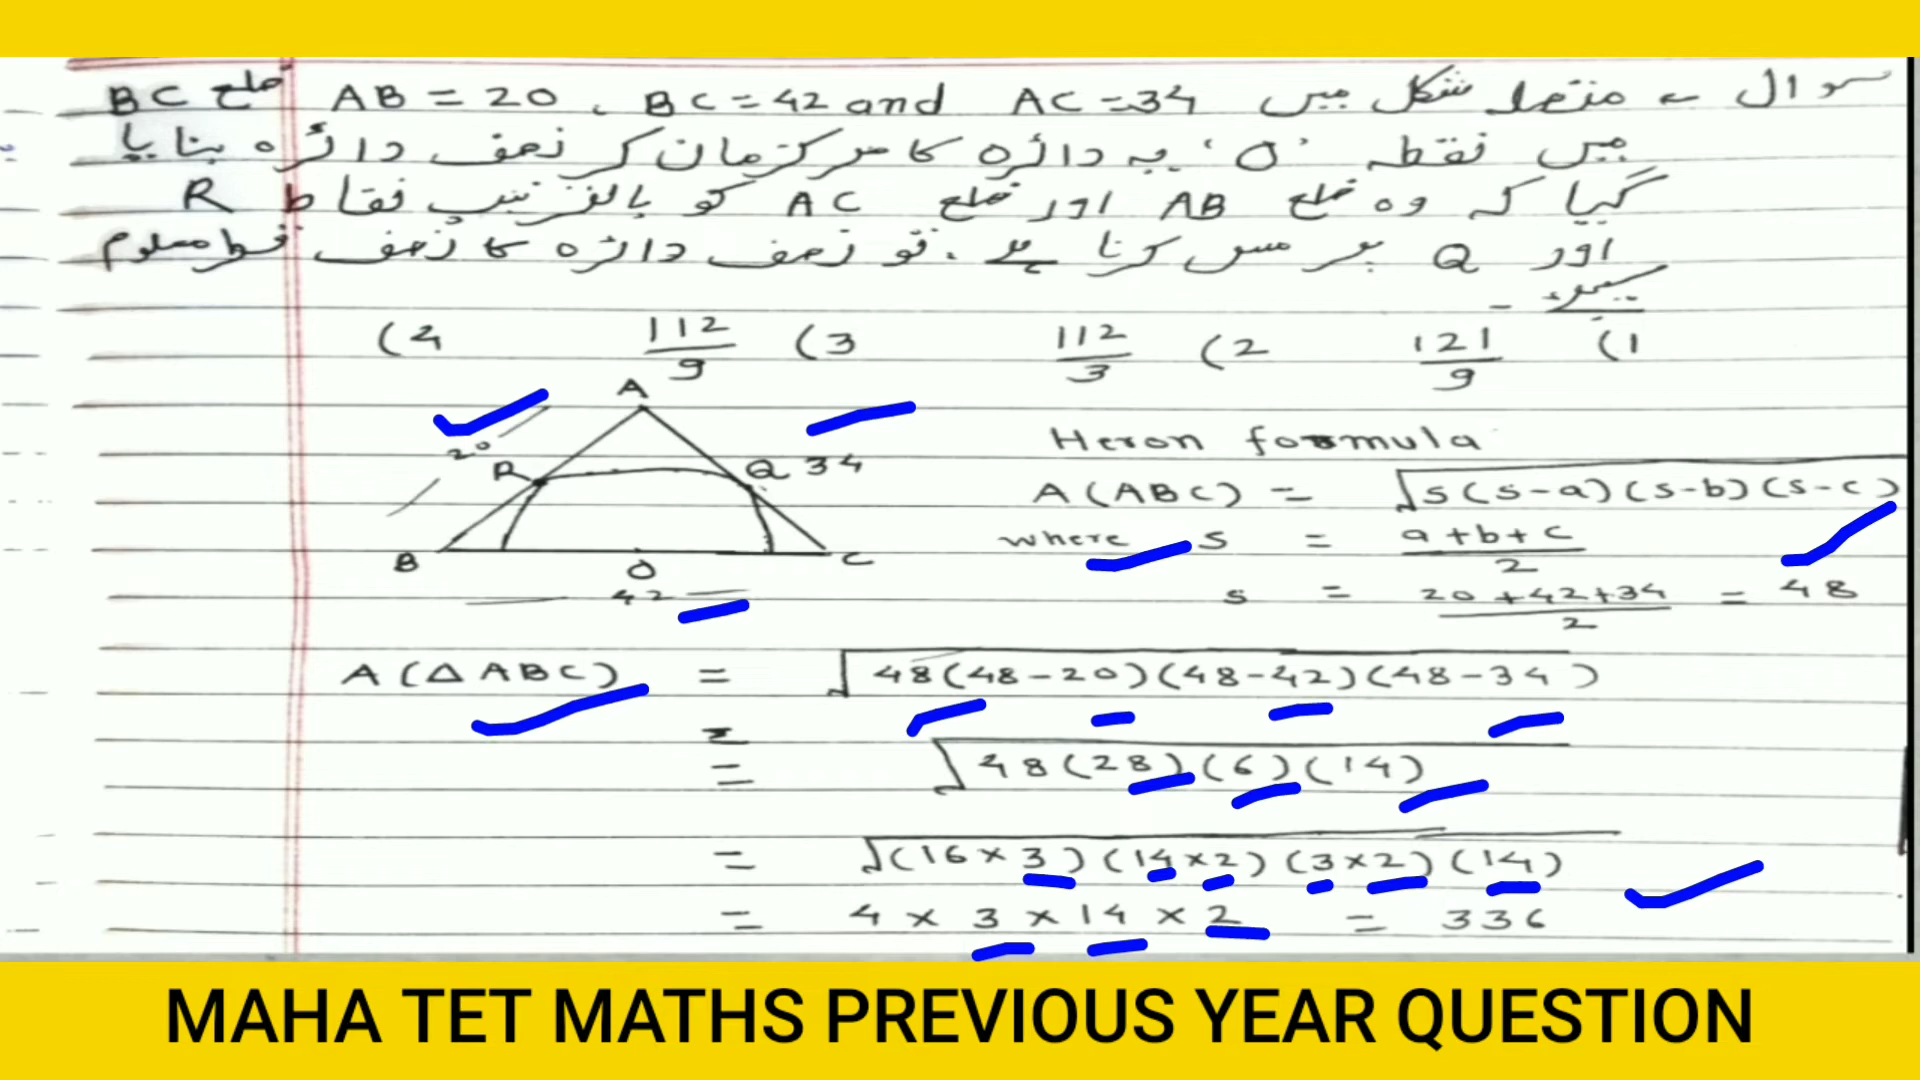 سوال ؎ متصلہ شکل میں AB = 20 , BC = 42 and AC = 34 ضلع BC
میں نقطہ 'O' پہ دائرہ کا مرکز مان کر نصف دائرہ بنایا
گیا کہ وہ ضلع AB اور ضلع AC کو بالترتیب نقاط R
اور Q پر مس کرتا ہے . تو نصف دائرہ کا نصف قطر معلوم
کیجیے -
(1 121/9 (2 112/3 (3 112/9 (4
A
20
R Q 34
B O C
42
Heron formula
A(ABC) = √s(s-a)(s-b)(s-c)
where s = a+b+c/2
s = 20+42+34/2 = 48
A(△ABC) = √48(48-20)(48-42)(48-34)
=
= √48(28)(6)(14)
= √(16×3)(14×2)(3×2)(14)
= 4 × 3 × 14 × 2 = 336
MAHA TET MATHS PREVIOUS YEAR QUESTION